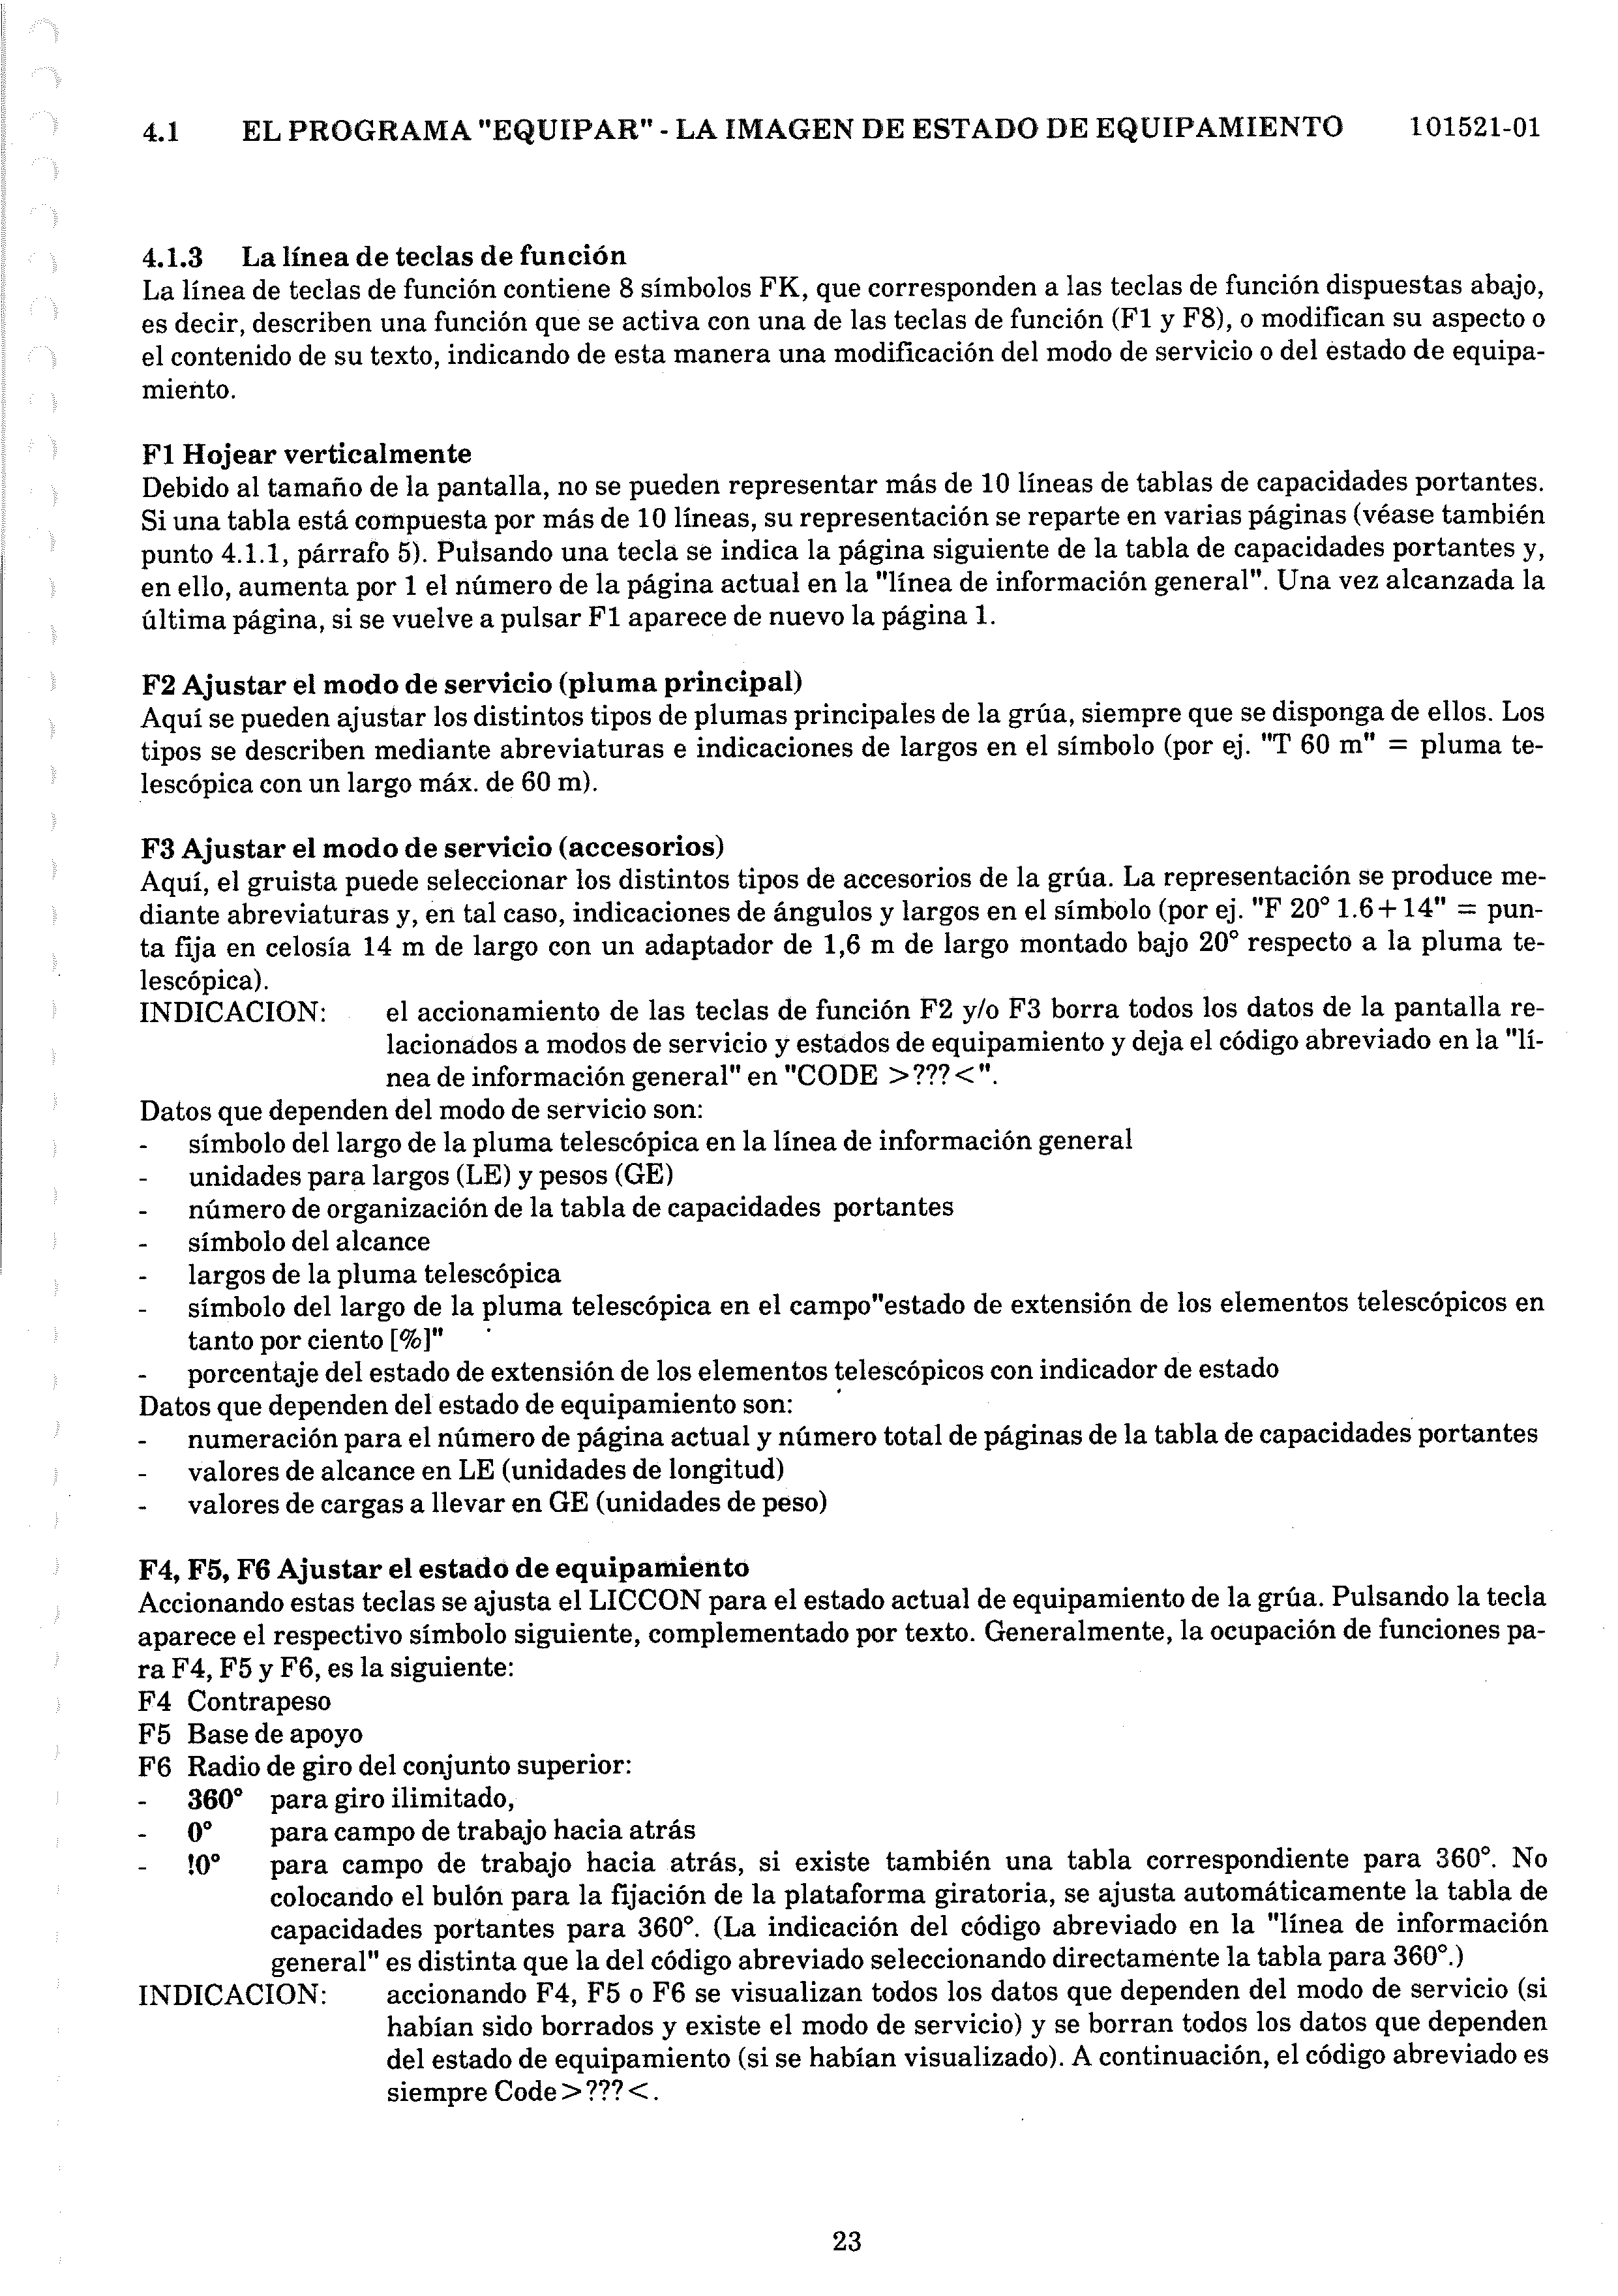 4.1 EL PROGRAMA "EQUIPAR" - LA IMAGEN DE ESTADO DE EQUIPAMIENTO 101521-01
4.1.3 La línea de teclas de función
La línea de teclas de función contiene 8 símbolos FK, que corresponden a las teclas de función dispuestas abajo,
es decir, describen una función que se activa con una de las teclas de función (F1 y F8), o modifican su aspecto o
el contenido de su texto, indicando de esta manera una modificación del modo de servicio o del estado de equipa-
miento.
F1 Hojear verticalmente
Debido al tamaño de la pantalla, no se pueden representar más de 10 líneas de tablas de capacidades portantes.
Si una tabla está compuesta por más de 10 líneas, su representación se reparte en varias páginas (véase también
punto 4.1.1, párrafo 5). Pulsando una tecla se indica la página siguiente de la tabla de capacidades portantes y,
en ello, aumenta por 1 el número de la página actual en la "línea de información general". Una vez alcanzada la
última página, si se vuelve a pulsar F1 aparece de nuevo la página 1.
F2 Ajustar el modo de servicio (pluma principal)
Aquí se pueden ajustar los distintos tipos de plumas principales de la grúa, siempre que se disponga de ellos. Los
tipos se describen mediante abreviaturas e indicaciones de largos en el símbolo (por ej. "T 60 m" = pluma te-
lescópica con un largo máx. de 60 m).
F3 Ajustar el modo de servicio (accesorios)
Aquí, el gruista puede seleccionar los distintos tipos de accesorios de la grúa. La representación se produce me-
diante abreviaturas y, en tal caso, indicaciones de ángulos y largos en el símbolo (por ej. "F 20° 1.6+14" = pun-
ta fija en celosía 14 m de largo con un adaptador de 1,6 m de largo montado bajo 20° respecto a la pluma te-
lescópica).
INDICACION: el accionamiento de las teclas de función F2 y/o F3 borra todos los datos de la pantalla re-
lacionados a modos de servicio y estados de equipamiento y deja el código abreviado en la "lí-
nea de información general" en "CODE >???<".
Datos que dependen del modo de servicio son:
- símbolo del largo de la pluma telescópica en la línea de información general
- unidades para largos (LE) y pesos (GE)
- número de organización de la tabla de capacidades portantes
- símbolo del alcance
- largos de la pluma telescópica
- símbolo del largo de la pluma telescópica en el campo"estado de extensión de los elementos telescópicos en
tanto por ciento [%]"
- porcentaje del estado de extensión de los elementos telescópicos con indicador de estado
Datos que dependen del estado de equipamiento son:
- numeración para el número de página actual y número total de páginas de la tabla de capacidades portantes
- valores de alcance en LE (unidades de longitud)
- valores de cargas a llevar en GE (unidades de peso)
F4, F5, F6 Ajustar el estado de equipamiento
Accionando estas teclas se ajusta el LICCON para el estado actual de equipamiento de la grúa. Pulsando la tecla
aparece el respectivo símbolo siguiente, complementado por texto. Generalmente, la ocupación de funciones pa-
ra F4, F5 y F6, es la siguiente:
F4 Contrapeso
F5 Base de apoyo
F6 Radio de giro del conjunto superior:
- 360° para giro ilimitado,
- 0° para campo de trabajo hacia atrás
- !0° para campo de trabajo hacia atrás, si existe también una tabla correspondiente para 360°. No
colocando el bulón para la fijación de la plataforma giratoria, se ajusta automáticamente la tabla de
capacidades portantes para 360°. (La indicación del código abreviado en la "línea de información
general" es distinta que la del código abreviado seleccionando directamente la tabla para 360°.)
INDICACION: accionando F4, F5 o F6 se visualizan todos los datos que dependen del modo de servicio (si
habían sido borrados y existe el modo de servicio) y se borran todos los datos que dependen
del estado de equipamiento (si se habían visualizado). A continuación, el código abreviado es
siempre Code>???<.
23